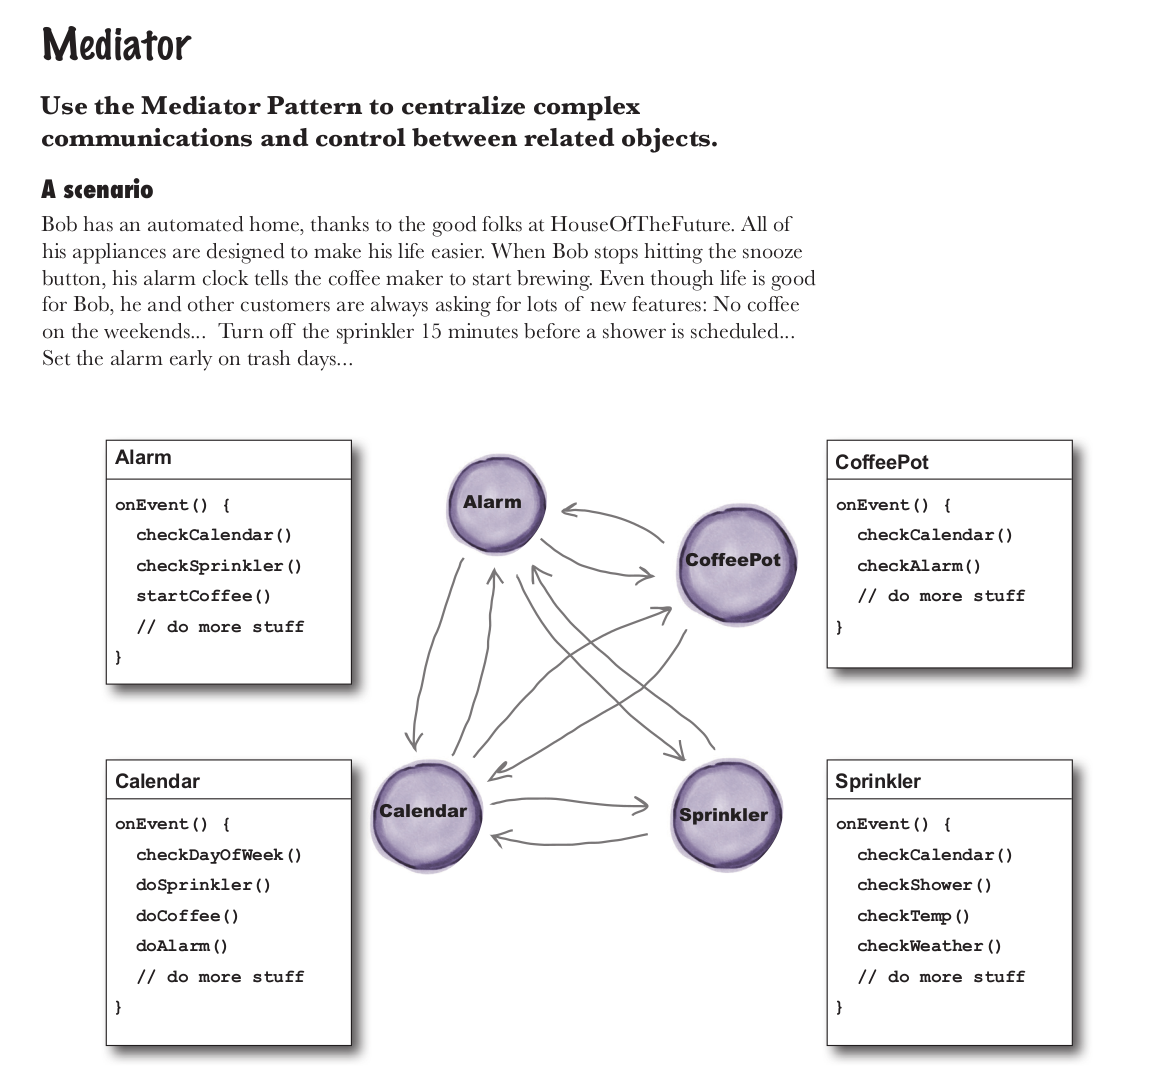 Mediator
Use the Mediator Pattern to centralize complex
communications and control between related objects.
A scenario
Bob has an automated home, thanks to the good folks at HouseOfTheFuture. All of
his appliances are designed to make his life easier. When Bob stops hitting the snooze
button, his alarm clock tells the coffee maker to start brewing. Even though life is good
for Bob, he and other customers are always asking for lots of new features: No coffee
on the weekends... Turn off the sprinkler 15 minutes before a shower is scheduled...
Set the alarm early on trash days...
Alarm
onEvent() {
checkCalendar()
checkSprinkler()
startCoffee()
// do more stuff
}
Alarm
CoffeePot
CoffeePot
onEvent() {
checkCalendar()
checkAlarm()
// do more stuff
}
Calendar
onEvent() {
checkDayOfWeek()
doSprinkler()
doCoffee()
doAlarm()
// do more stuff
}
Calendar
Sprinkler
Sprinkler
onEvent() {
checkCalendar()
checkShower()
checkTemp()
checkWeather()
// do more stuff
}